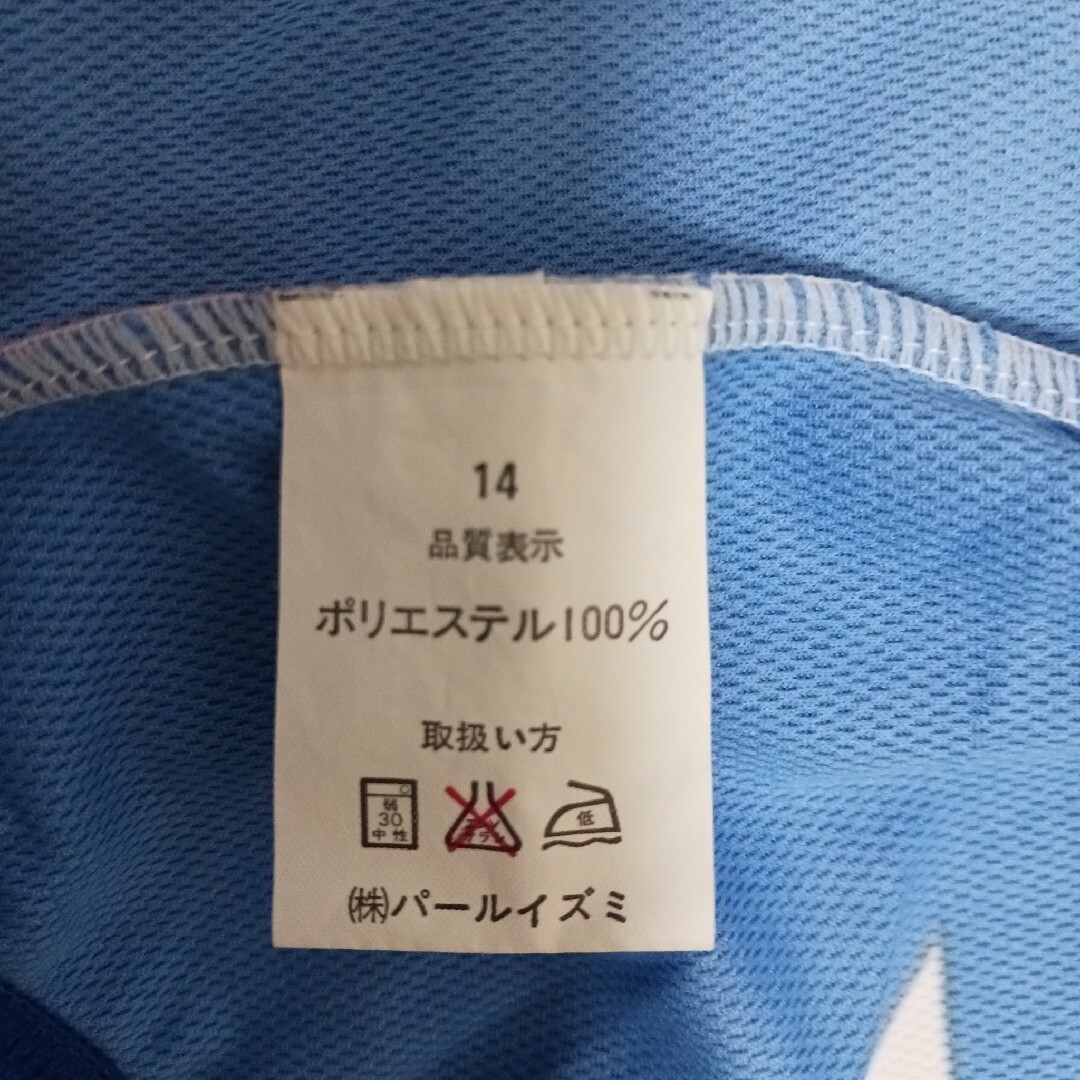 14
品質表示
ポリエステル100%
取扱い方
弱
30
中性
低
㈱パールイズミ